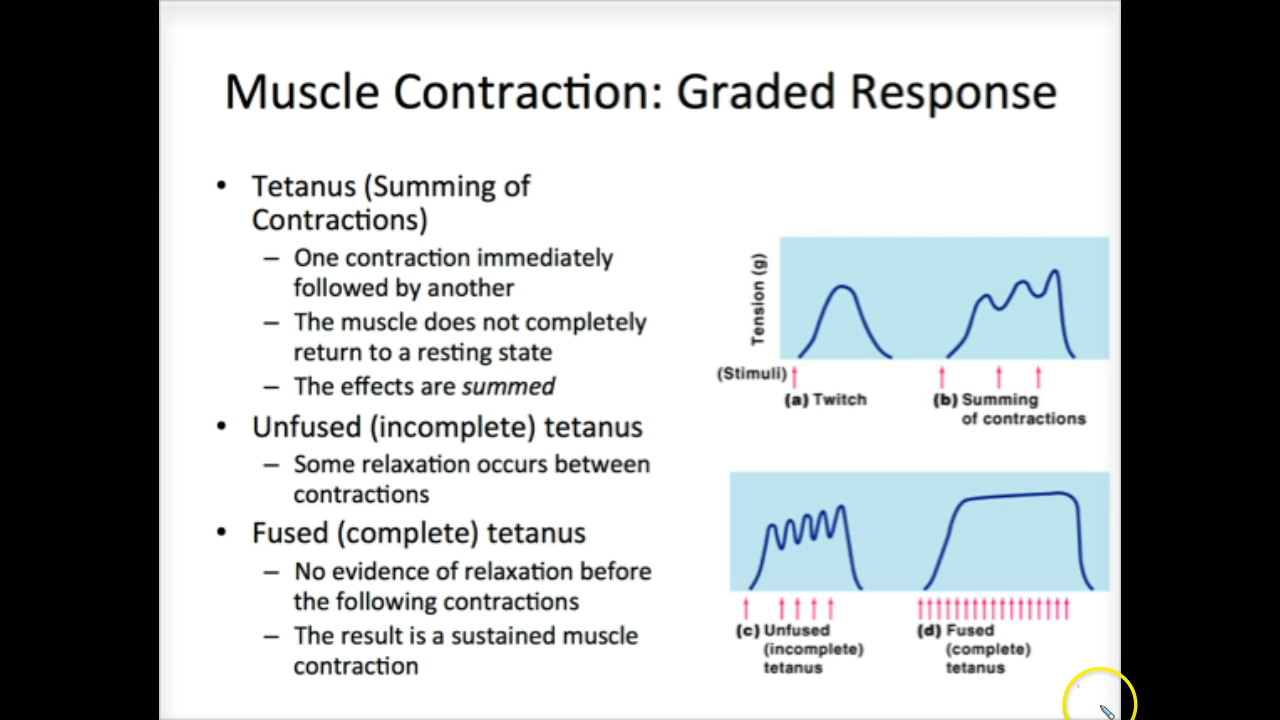 Muscle Contraction: Graded Response
• Tetanus (Summing of
Contractions)
– One contraction immediately
followed by another
– The muscle does not completely
return to a resting state
– The effects are summed
• Unfused (incomplete) tetanus
– Some relaxation occurs between
contractions
• Fused (complete) tetanus
– No evidence of relaxation before
the following contractions
– The result is a sustained muscle
contraction
Tension (g)
(Stimuli)
(a) Twitch
(b) Summing
of contractions
(c) Unfused
(incomplete)
tetanus
(d) Fused
(complete)
tetanus